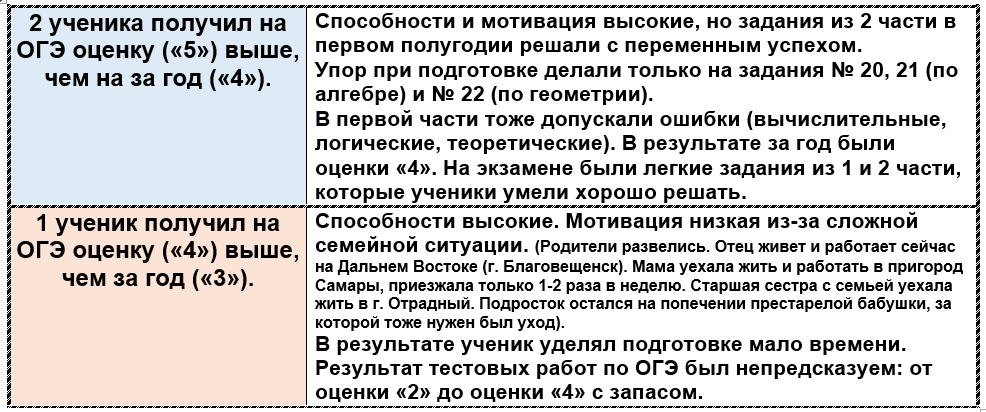 2 ученика получил на
ОГЭ оценку («5») выше,
чем на за год («4»).
Способности и мотивация высокие, но задания из 2 части в
первом полугодии решали с переменным успехом.
Упор при подготовке делали только на задания № 20, 21 (по
алгебре) и № 22 (по геометрии).
В первой части тоже допускали ошибки (вычислительные,
логические, теоретические). В результате за год были
оценки «4». На экзамене были легкие задания из 1 и 2 части,
которые ученики умели хорошо решать.
1 ученик получил на
ОГЭ оценку («4») выше,
чем за год («3»).
Способности высокие. Мотивация низкая из-за сложной
семейной ситуации. (Родители развелись. Отец живет и работает сейчас
на Дальнем Востоке (г. Благовещенск). Мама уехала жить и работать в пригород
Самары, приезжала только 1-2 раза в неделю. Старшая сестра с семьей уехала
жить в г. Отрадный. Подросток остался на попечении престарелой бабушки, за
которой тоже нужен был уход).
В результате ученик уделял подготовке мало времени.
Результат тестовых работ по ОГЭ был непредсказуем: от
оценки «2» до оценки «4» с запасом.